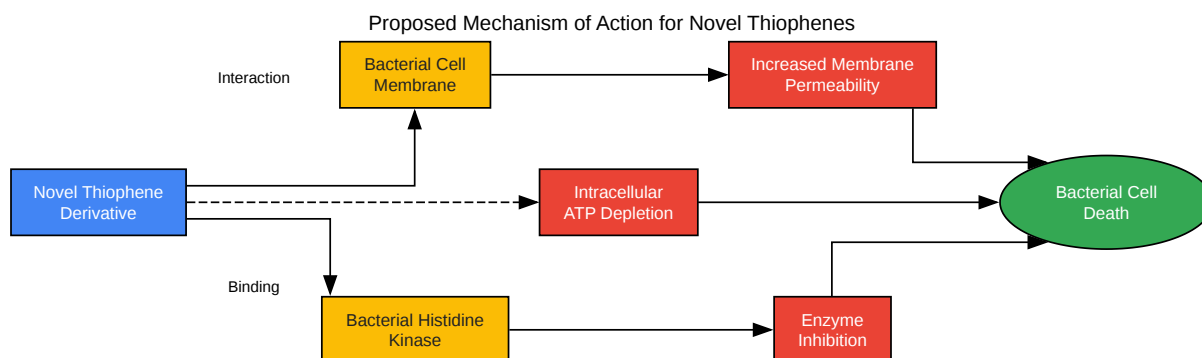 Proposed Mechanism of Action for Novel Thiophenes
Interaction
Bacterial Cell
Membrane
Increased Membrane
Permeability
Novel Thiophene
Derivative
Intracellular
ATP Depletion
Bacterial Cell
Death
Binding
Bacterial Histidine
Kinase
Enzyme
Inhibition